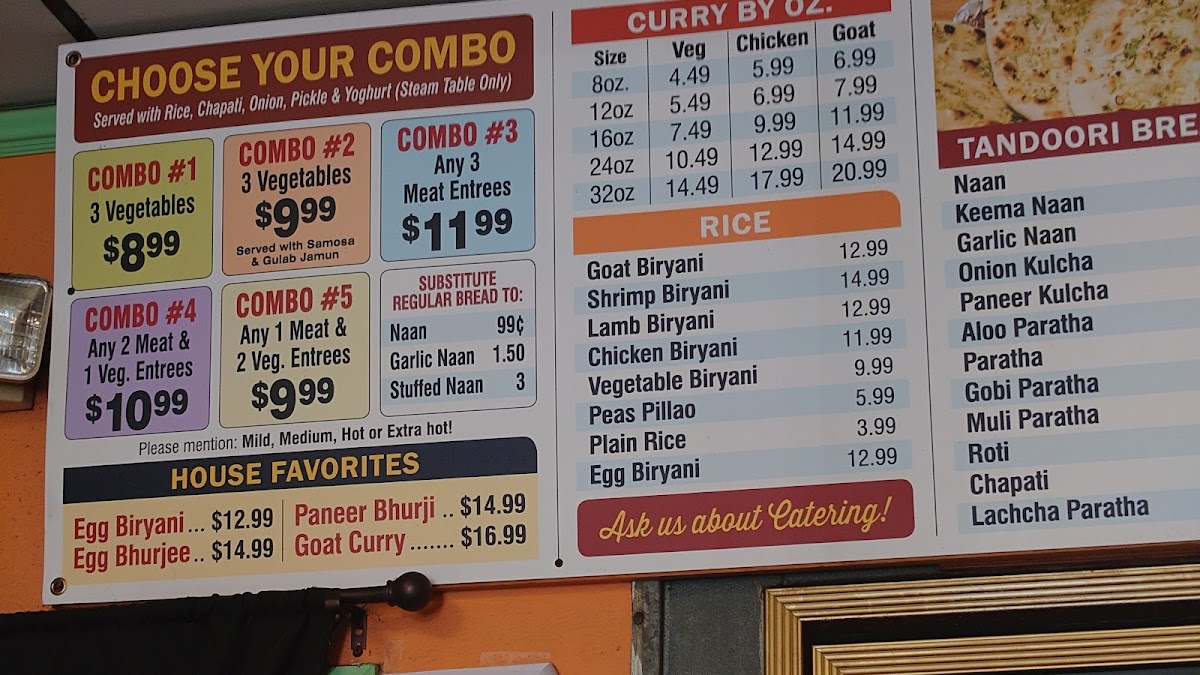 CHOOSE YOUR COMBO
Served with Rice, Chapati, Onion, Pickle & Yoghurt (Steam Table Only)
COMBO #1
3 Vegetables
$8.99
COMBO #2
3 Vegetables
$9.99
Served with Samosa
& Gulab Jamun
COMBO #3
Any 3
Meat Entrees
$11.99
COMBO #4
Any 2 Meat &
1 Veg. Entrees
$10.99
COMBO #5
Any 1 Meat &
2 Veg. Entrees
$9.99
SUBSTITUTE
REGULAR BREAD TO:
Naan 99¢
Garlic Naan 1.50
Stuffed Naan 3
Please mention: Mild, Medium, Hot or Extra hot!
HOUSE FAVORITES
Egg Biryani... $12.99
Egg Bhurjee.. $14.99
Paneer Bhurji .. $14.99
Goat Curry....... $16.99
CURRY BY OZ.
Size Veg Chicken Goat
8oz. 4.49 5.99 6.99
12oz 5.49 6.99 7.99
16oz 7.49 9.99 11.99
24oz 10.49 12.99 14.99
32oz 14.49 17.99 20.99
RICE
Goat Biryani 12.99
Shrimp Biryani 14.99
Lamb Biryani 12.99
Chicken Biryani 11.99
Vegetable Biryani 9.99
Peas Pillao 5.99
Plain Rice 3.99
Egg Biryani 12.99
Ask us about Catering!
TANDOORI BRE
Naan
Keema Naan
Garlic Naan
Onion Kulcha
Paneer Kulcha
Aloo Paratha
Paratha
Gobi Paratha
Muli Paratha
Roti
Chapati
Lachcha Paratha